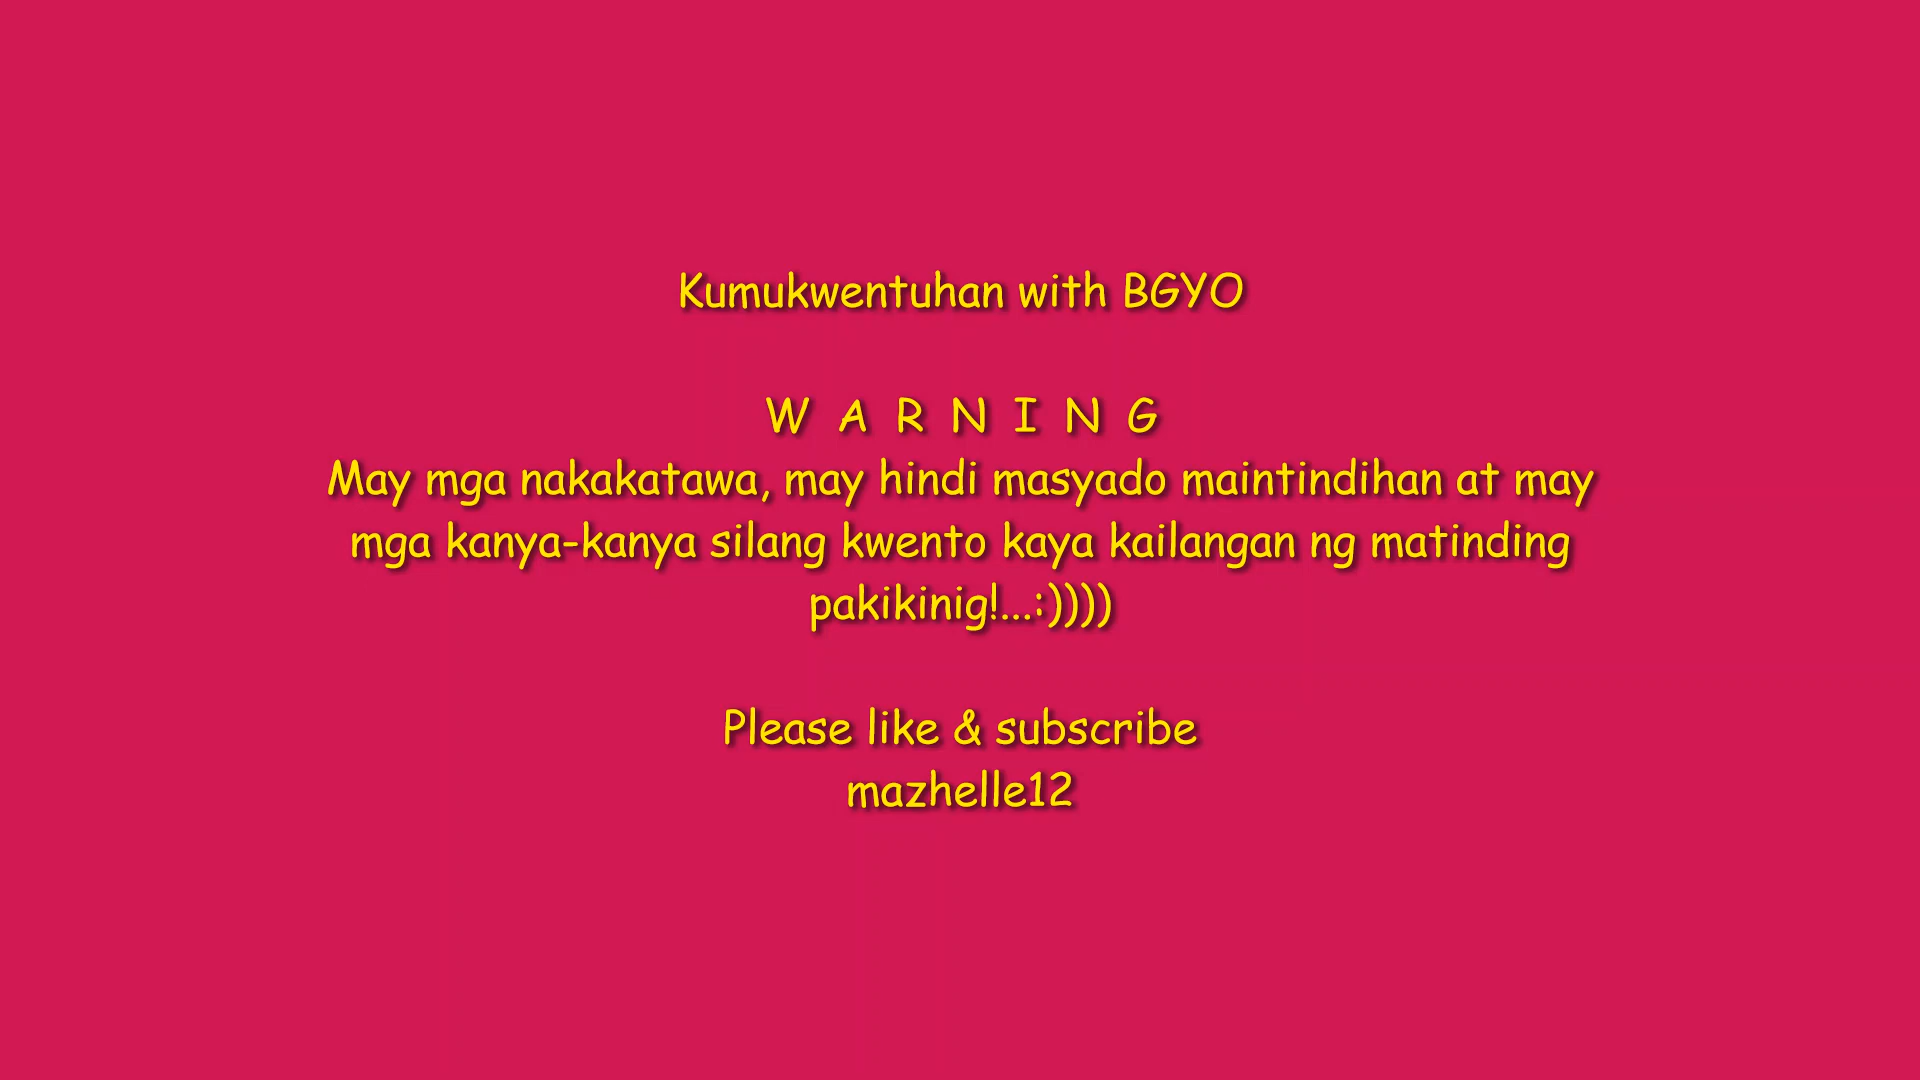 Kumukwentuhan with BGYO
W A R N I N G
May mga nakakatawa, may hindi masyado maintindihan at may
mga kanya-kanya silang kwento kaya kailangan ng matinding
pakikinig!...:))))
Please like & subscribe
mazhelle12